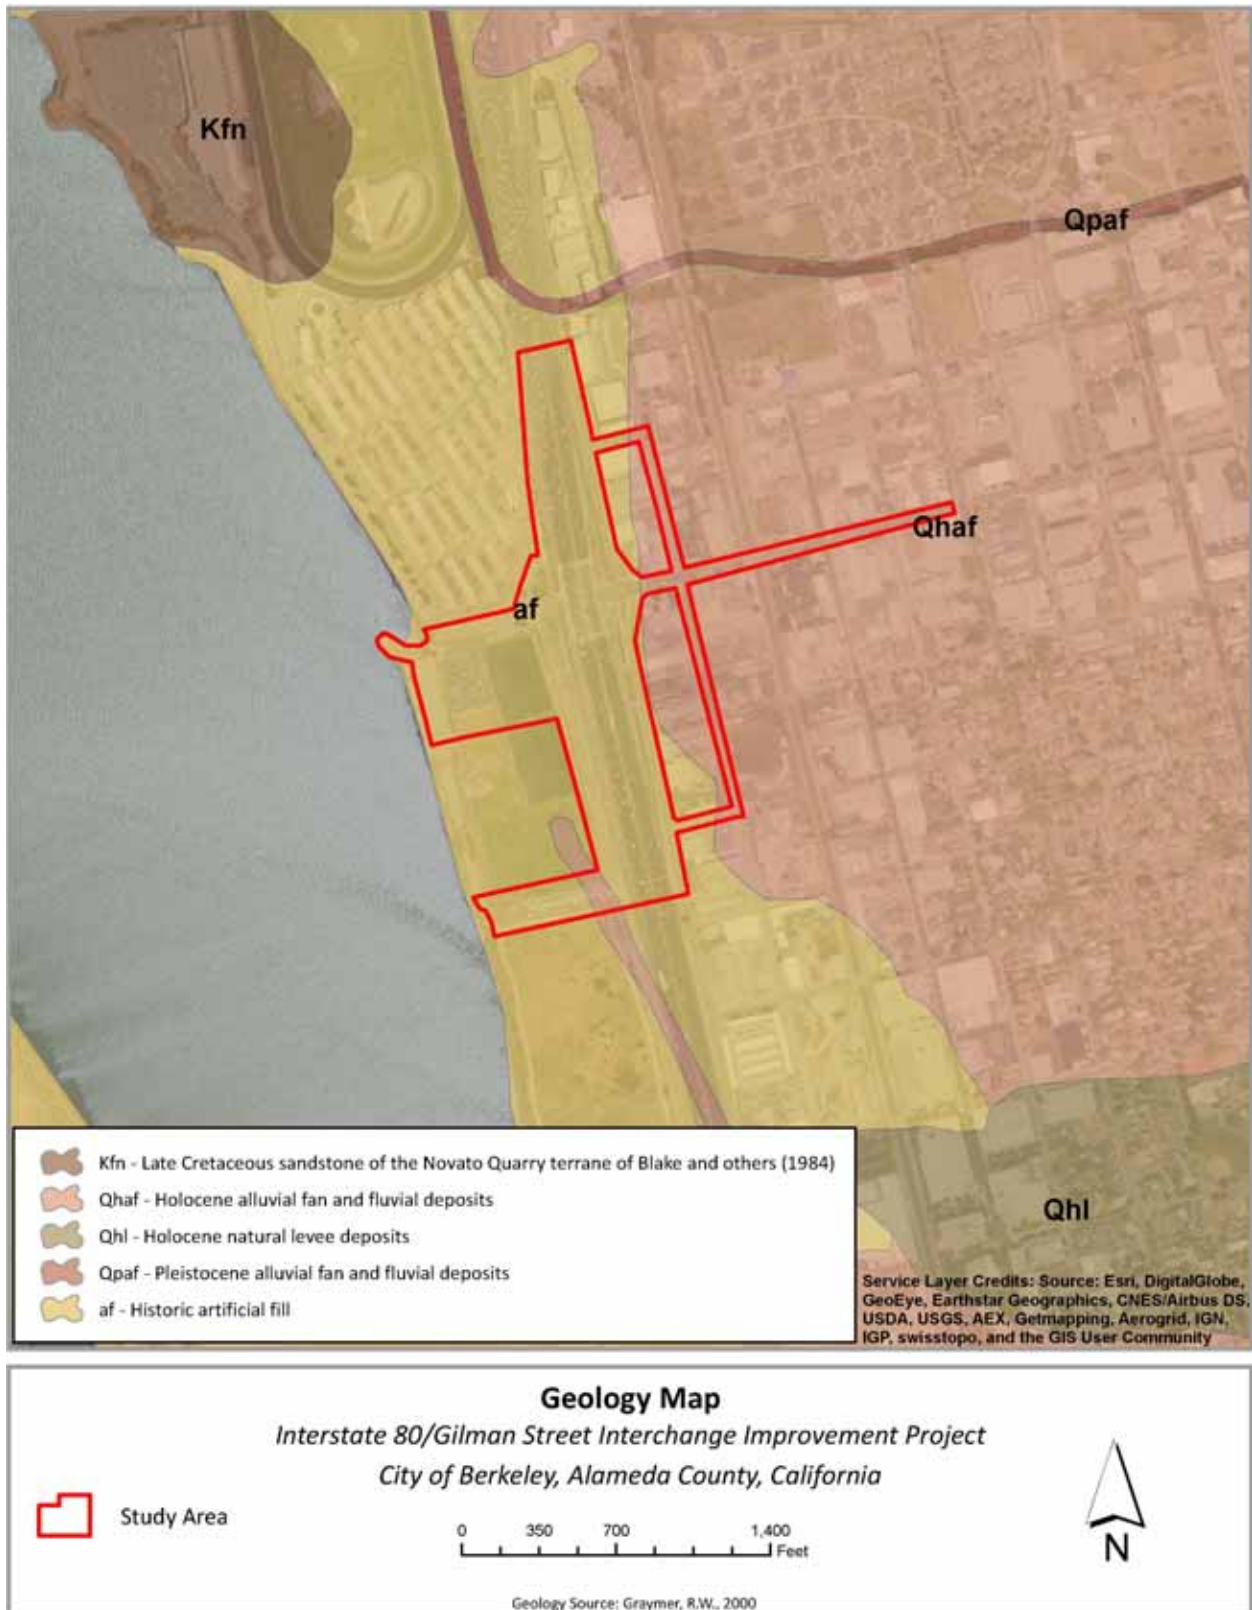 Kfn
Qpaf
Qhaf
af
Qhl
Kfn - Late Cretaceous sandstone of the Novato Quarry terrane of Blake and others (1984)
Qhaf - Holocene alluvial fan and fluvial deposits
Qhl - Holocene natural levee deposits
Qpaf - Pleistocene alluvial fan and fluvial deposits
af - Historic artificial fill
Service Layer Credits: Source: Esri, DigitalGlobe,
GeoEye, Earthstar Geographics, CNES/Airbus DS,
USDA, USGS, AEX, Getmapping, Aerogrid, IGN,
IGP, swisstopo, and the GIS User Community
Geology Map
Interstate 80/Gilman Street Interchange Improvement Project
City of Berkeley, Alameda County, California
Study Area
0 350 700 1,400
Feet
N
Geology Source: Graymer, R.W., 2000